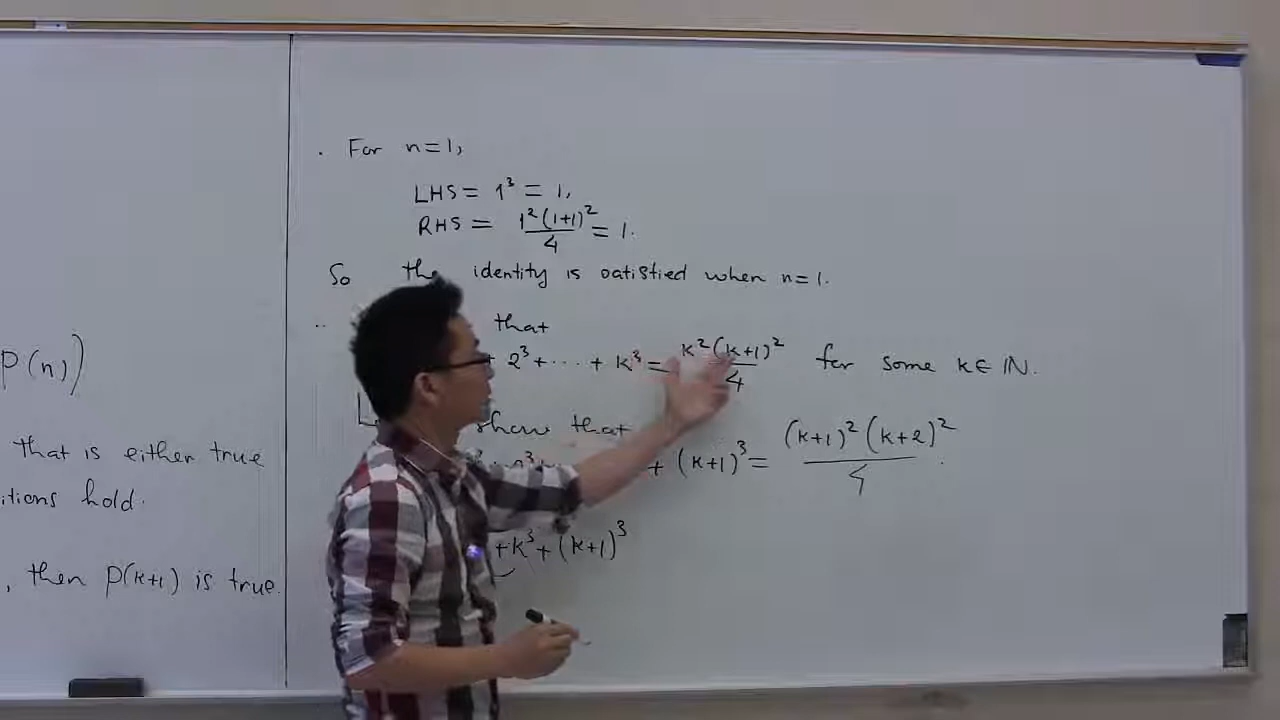 P(n))
that is either true
itions hold.
, then P(k+1) is true.
. For n=1,
LHS = 1³ = 1,
RHS = 1²(1+1)²/4 = 1.
So the identity is satisfied when n=1.
.. that
+ 2³ + ... + k³ = k²(k+1)²/4 for some k∈ℕ.
show that
+ (k+1)³ = (k+1)²(k+2)²/4.
+k³+(k+1)³